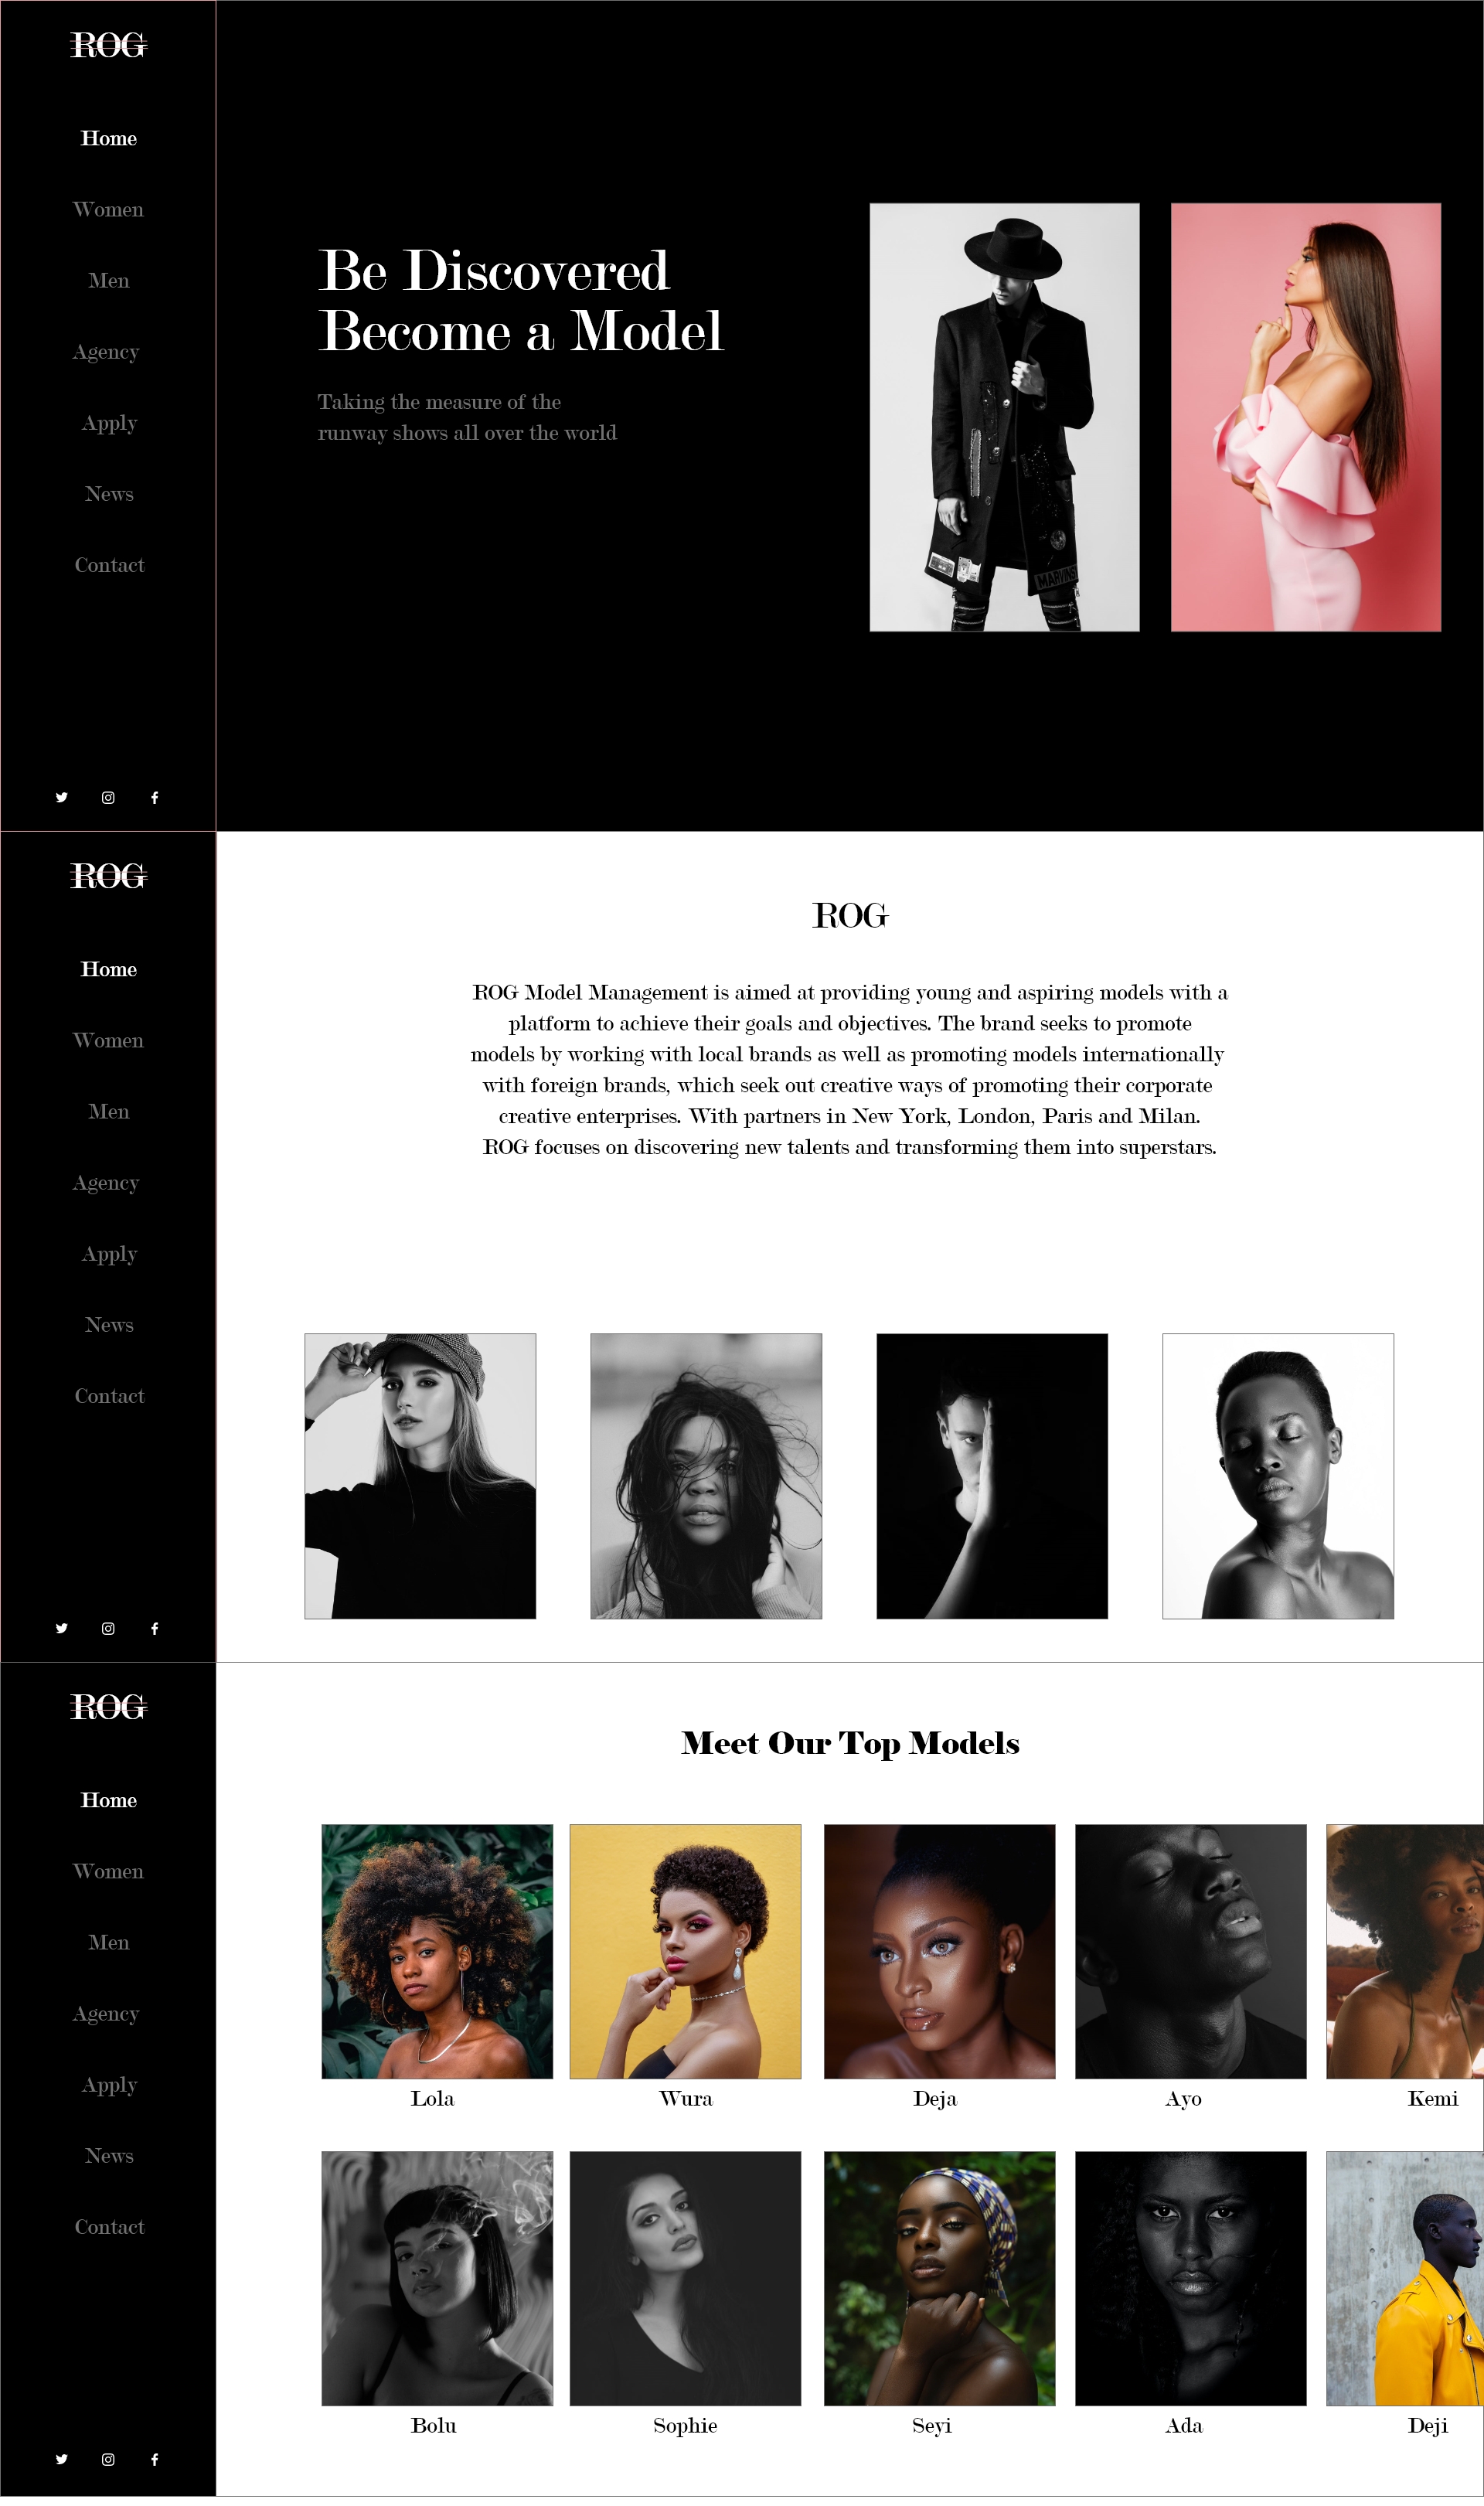 ROG
Home
Women
Men
Agency
Apply
News
Contact
Be Discovered
Become a Model
Taking the measure of the
runway shows all over the world
MARYNS
ROG
Home
Women
Men
Agency
Apply
News
Contact
ROG
ROG Model Management is aimed at providing young and aspiring models with a
platform to achieve their goals and objectives. The brand seeks to promote
models by working with local brands as well as promoting models internationally
with foreign brands, which seek out creative ways of promoting their corporate
creative enterprises. With partners in New York, London, Paris and Milan.
ROG focuses on discovering new talents and transforming them into superstars.
ROG
Home
Women
Men
Agency
Apply
News
Contact
Meet Our Top Models
Lola
Wura
Deja
Ayo
Kemi
Bolu
Sophie
Seyi
Ada
Deji